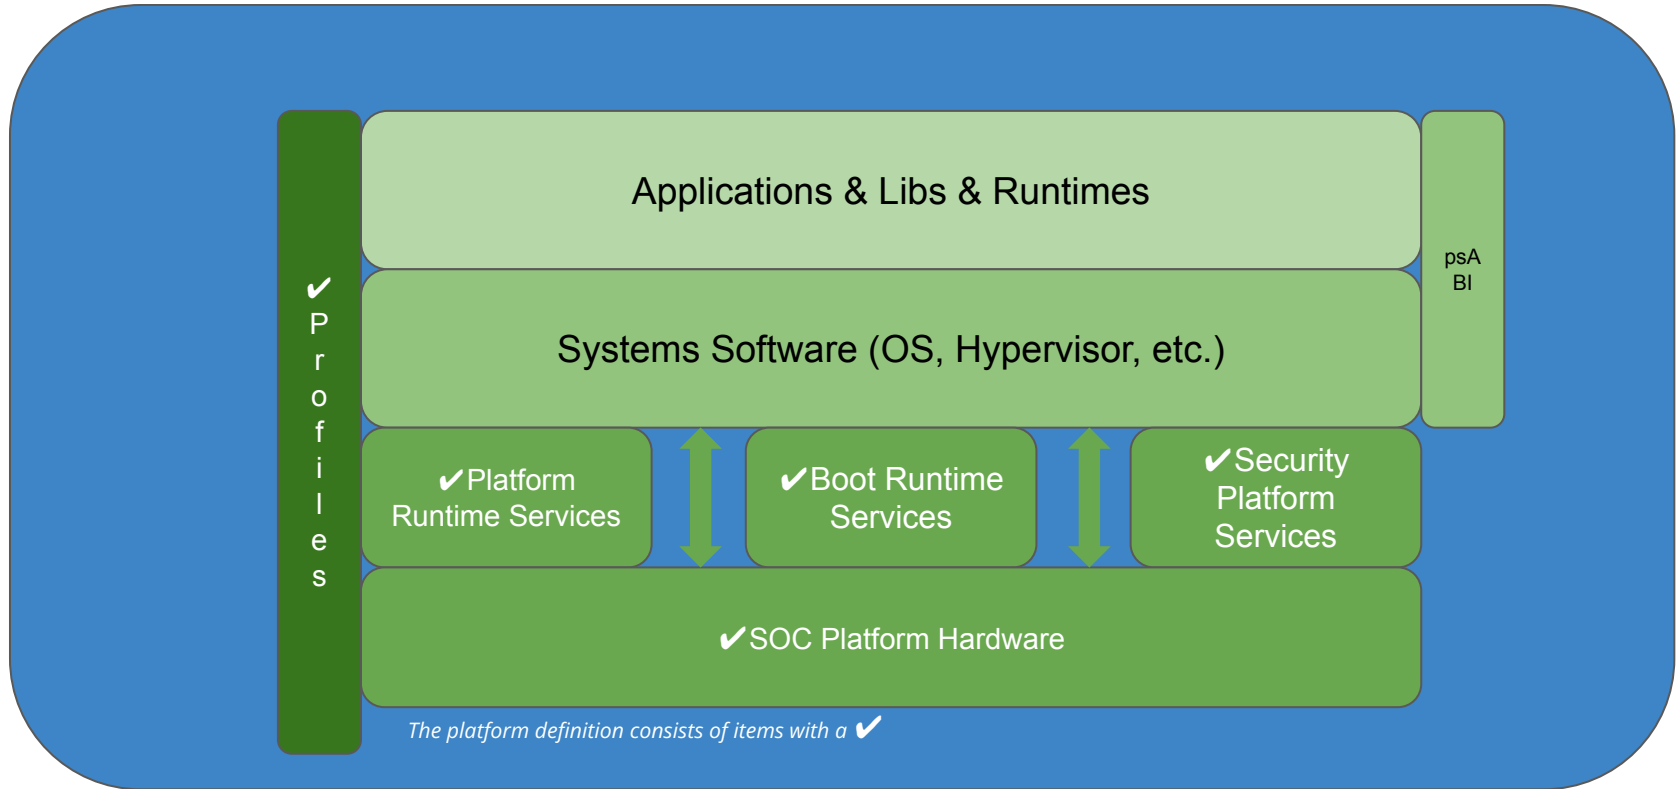 Applications & Libs & Runtimes
psA
BI
✔
P
r
o
f
i
l
e
s
Systems Software (OS, Hypervisor, etc.)
✔Platform
Runtime Services
✔Boot Runtime
Services
✔Security
Platform
Services
✔SOC Platform Hardware
The platform definition consists of items with a ✔